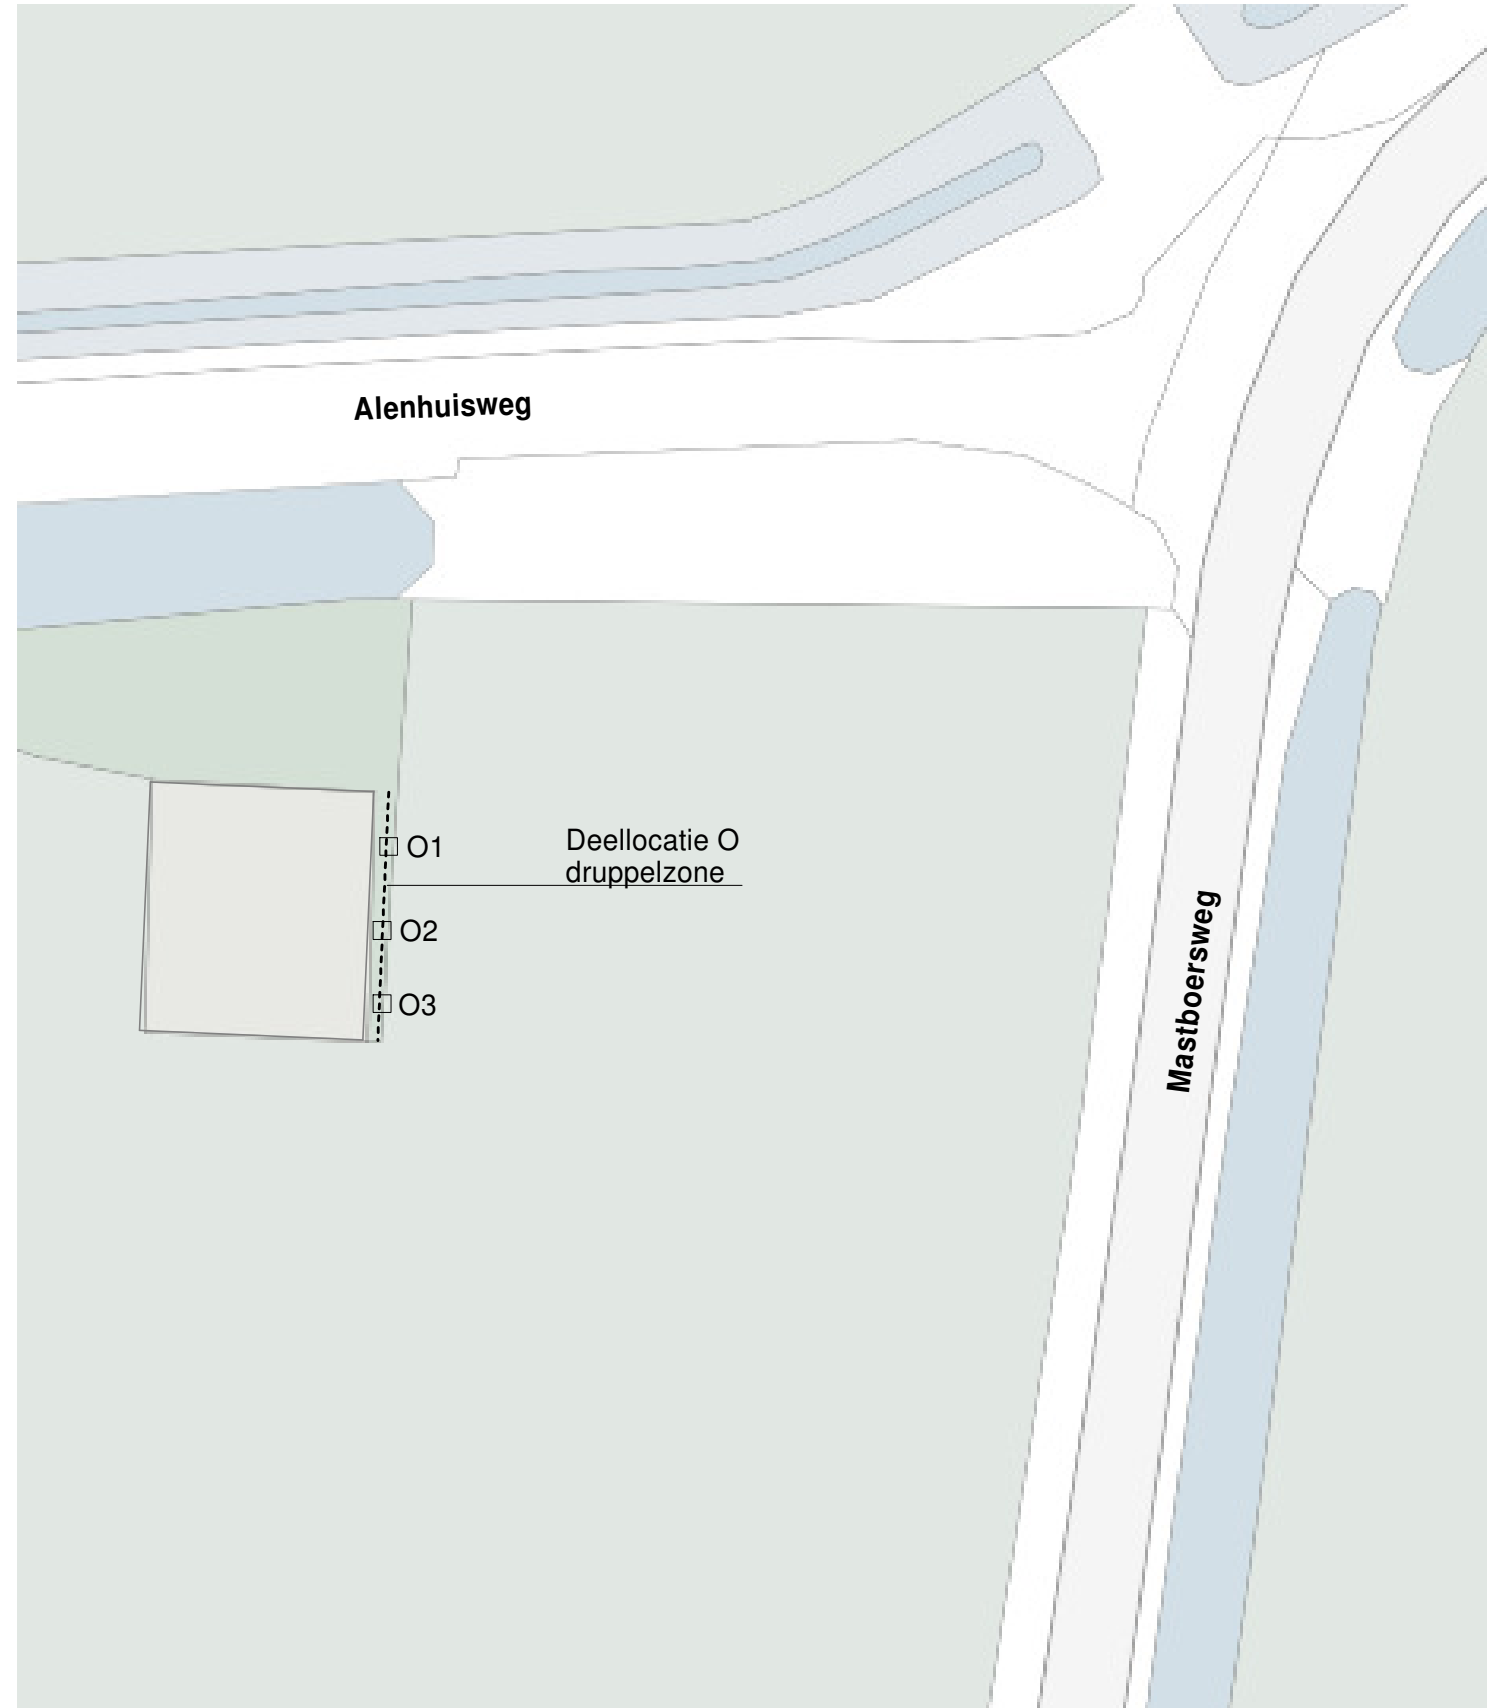 Alenhuisweg
O1
Deellocatie O
druppelzone
O2
O3
Mastboersweg